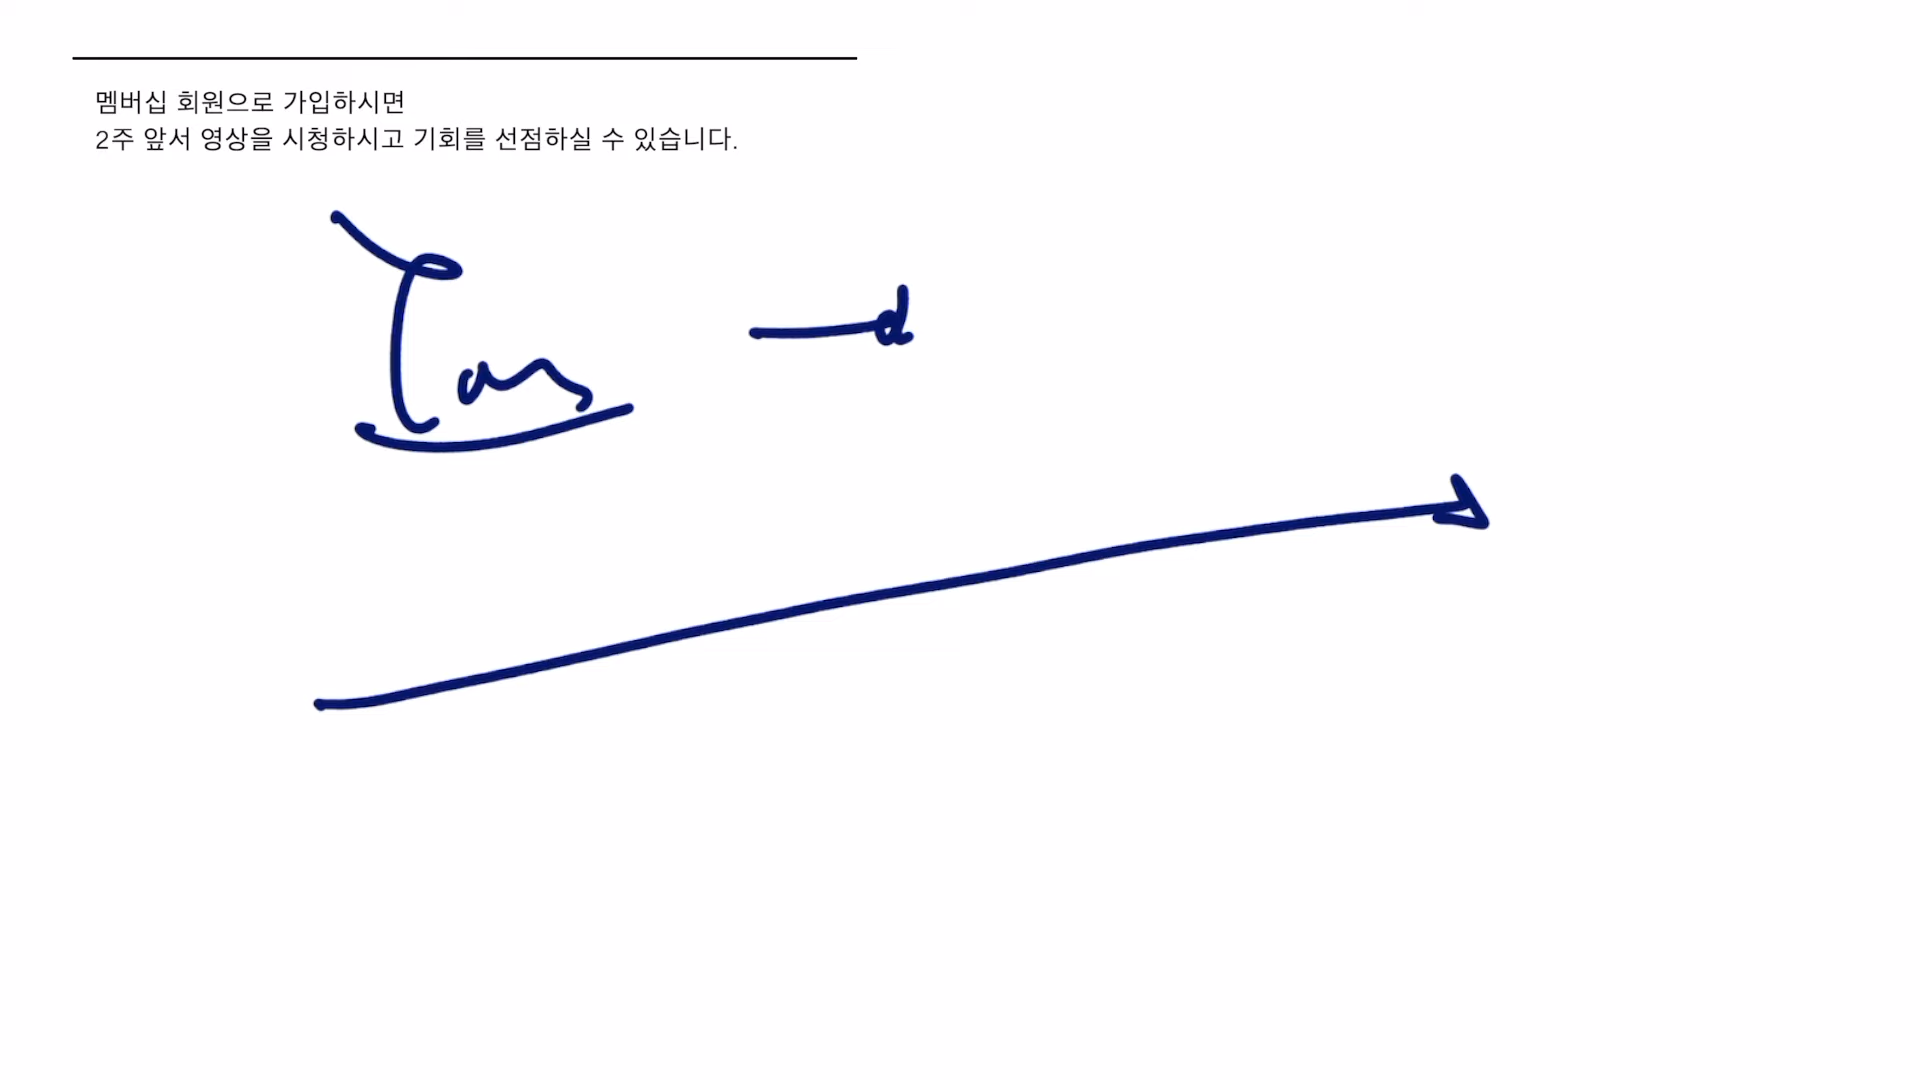 멤버십 회원으로 가입하시면
2주 앞서 영상을 시청하시고 기회를 선점하실 수 있습니다.